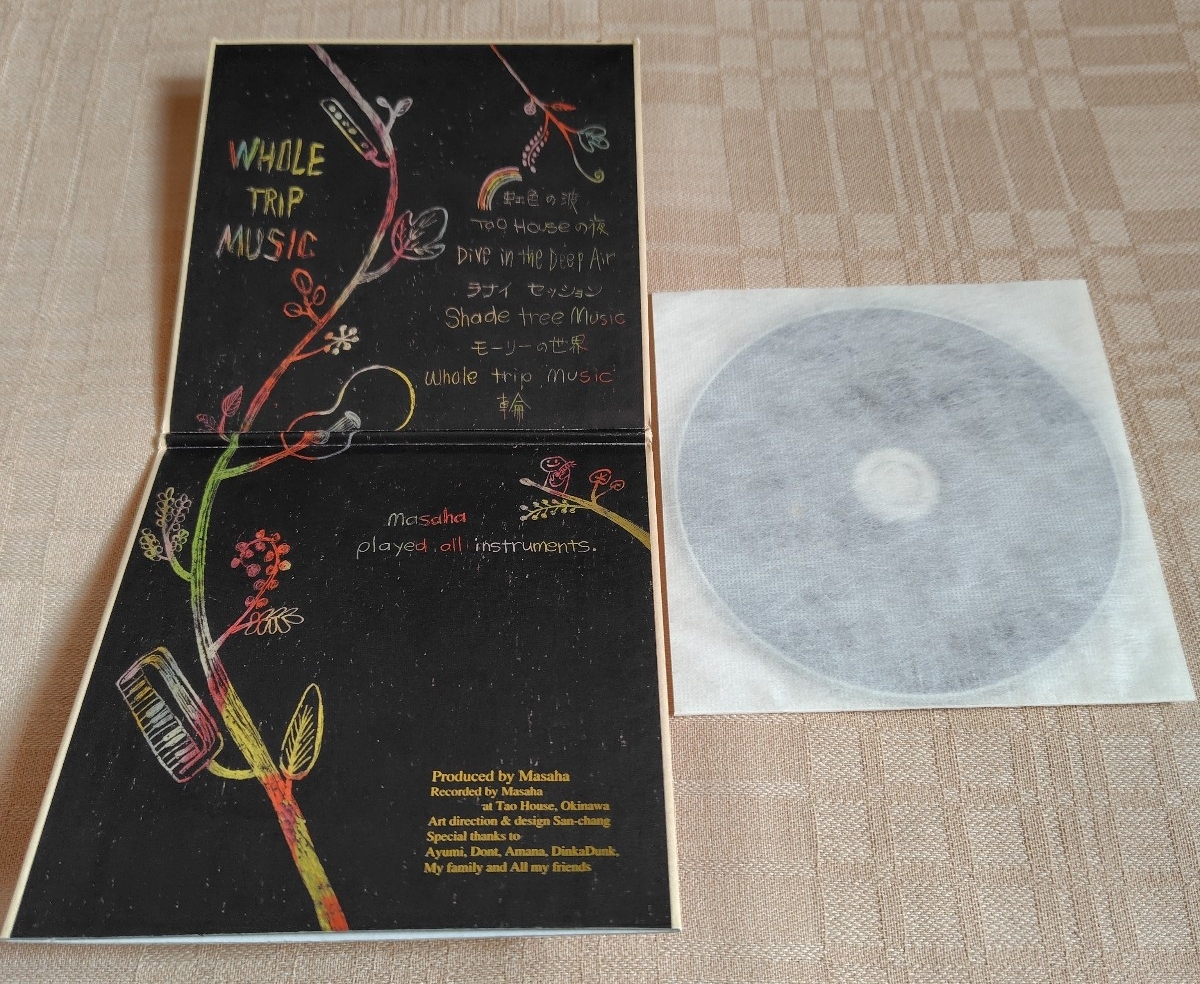 WHOLE
TRIP
MUSIC
虹色の波
Tao Houseの夜
Dive in the Deep Air
ラナイ セッション
Shade tree Music
モーリーの世界
Whole trip Music
輪
masaha
played all instruments.
Produced by Masaha
Recorded by Masaha
at Tao House, Okinawa
Art direction & design San-chang
Special thanks to
Ayumi, Dont, Amana, DinkaDunk,
My family and All my friends